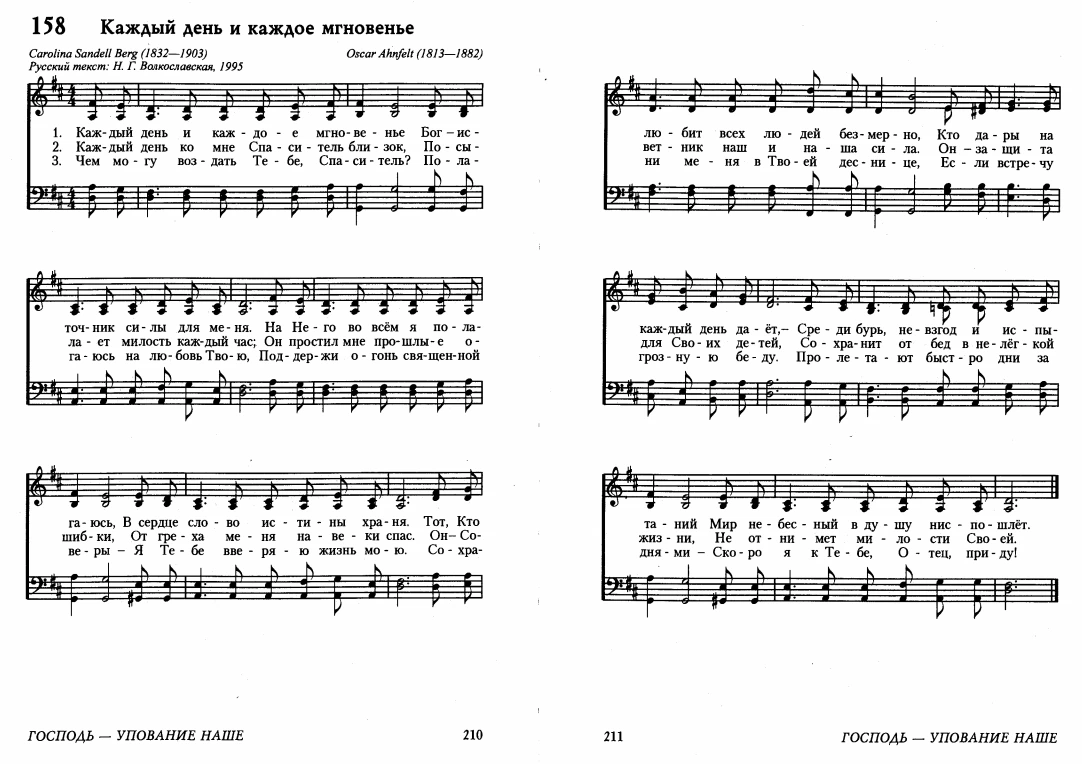 158 Каждый день и каждое мгновенье
Carolina Sandell Berg (1832—1903) Oscar Ahnfelt (1813—1882)
Русский текст: Н. Г. Волкославская, 1995
1. Каж-дый день и каж - до - е мгно-ве - нье Бог-ис -
2. Каж-дый день ко мне Спа - си - тель бли - зок, По - сы -
3. Чем мо - гу воз - дать Те - бе, Спа-си-тель? По - ла -
точ-ник си-лы для ме-ня. На Не-го во всём я по-ла-
ла - ет милость каж-дый час; Он простил мне про-шлы-е о-
га-юсь на лю-бовь Тво-ю, Под-дер-жи о-гонь свя-щен-ной
га-юсь, В сердце сло - во ис - ти - ны хра-ня. Тот, Кто
шиб-ки, От гре-ха ме - ня на - ве - ки спас. Он-Со-
ве-ры – Я Те - бе вве - ря - ю жизнь мо-ю. Со-хра-
ГОСПОДЬ — УПОВАНИЕ НАШЕ 210
лю - бит всех лю - дей без-мер-но, Кто да-ры на
вет - ник наш и на - ша си - ла. Он –за - щи - та
ни ме - ня в Тво-ей дес-ни-це, Ес - ли встре-чу
каж-дый день да - ёт,– Сре - ди бурь, не-взгод и ис - пы-
для Сво-их де-тей, Со - хра-нит от бед в не-лёг-кой
гроз-ну-ю бе-ду. Про-ле-та-ют быст-ро дни за
та - ний Мир не-бес-ный в ду-шу нис-по-шлёт.
жиз-ни, Не от-ни-мет ми-ло-сти Сво-ей.
дня-ми – Ско-ро я к Те-бе, О-тец, при-ду!
211 ГОСПОДЬ — УПОВАНИЕ НАШЕ